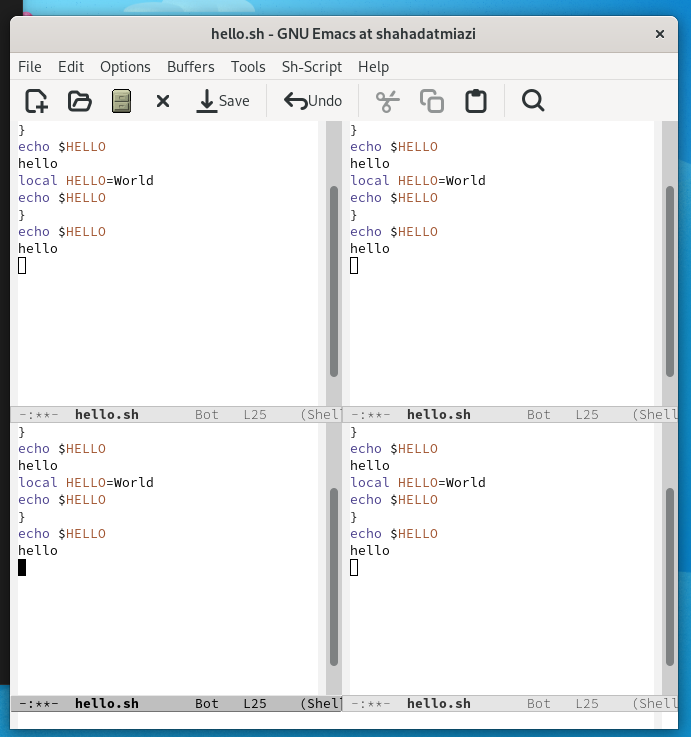 hello.sh - GNU Emacs at shahadatmiazi
File Edit Options Buffers Tools Sh-Script Help
Save Undo
}
echo $HELLO
hello
local HELLO=World
echo $HELLO
}
echo $HELLO
hello
-:**- hello.sh Bot L25 (Shel
}
echo $HELLO
hello
local HELLO=World
echo $HELLO
}
echo $HELLO
hello
-:**- hello.sh Bot L25 (Shell
}
echo $HELLO
hello
local HELLO=World
echo $HELLO
}
echo $HELLO
hello
-:**- hello.sh Bot L25 (Shel
}
echo $HELLO
hello
local HELLO=World
echo $HELLO
}
echo $HELLO
hello
-:**- hello.sh Bot L25 (Shell